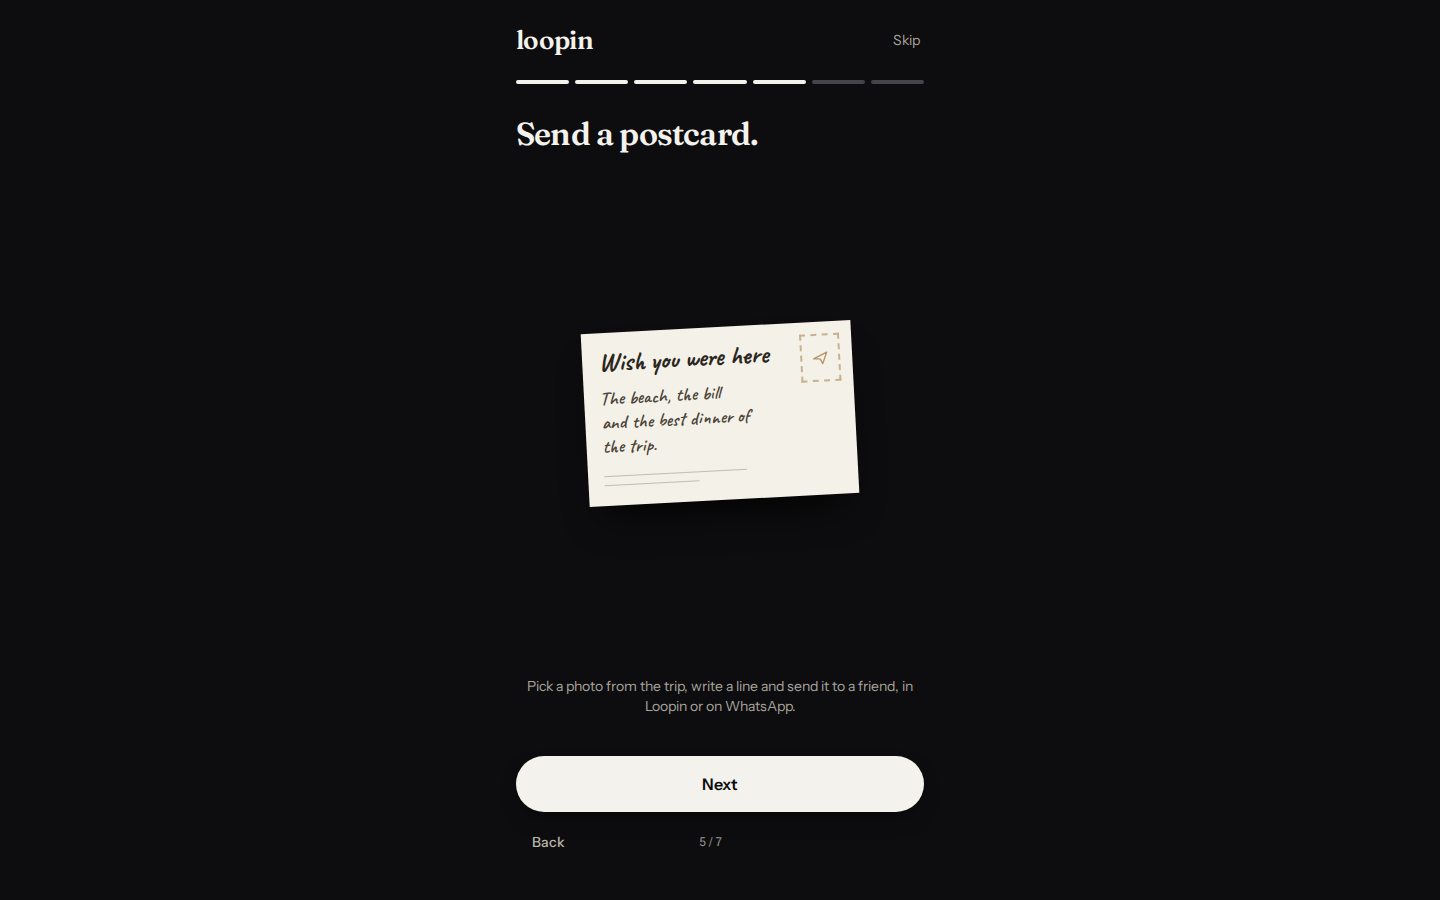 loopin
Skip
Send a postcard.
Wish you were here
The beach, the bill
and the best dinner of
the trip.
Pick a photo from the trip, write a line and send it to a friend, in
Loopin or on WhatsApp.
Next
Back
5 / 7